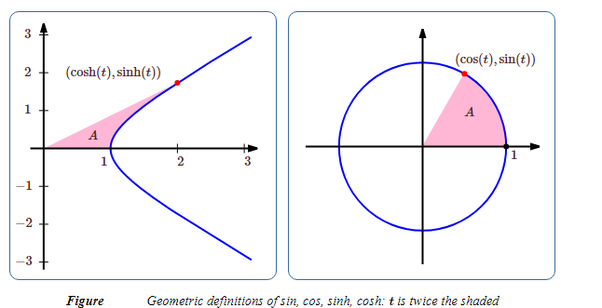 3
2
1
−1
−2
−3
(cosh(t), sinh(t))
A
1
2
3
(cos(t), sin(t))
A
1
Figure Geometric definitions of sin, cos, sinh, cosh: t is twice the shaded